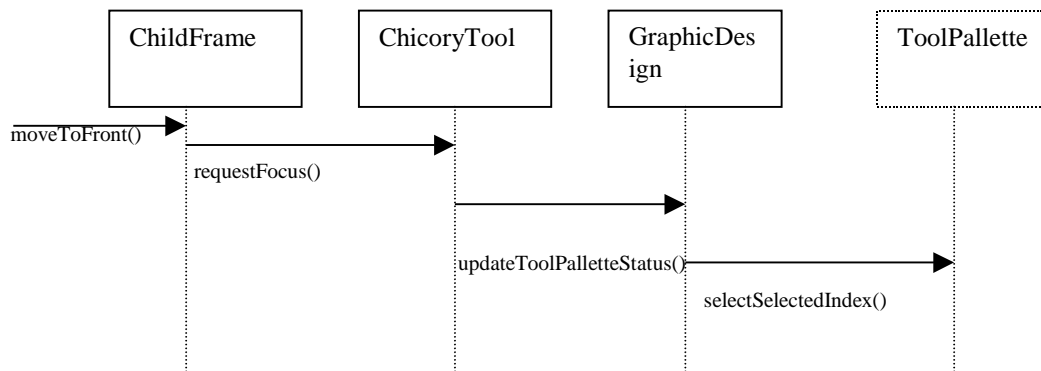 ChildFrame
ChicoryTool
GraphicDes
ign
ToolPallette
moveToFront()
requestFocus()
updateToolPalletteStatus()
selectSelectedIndex()